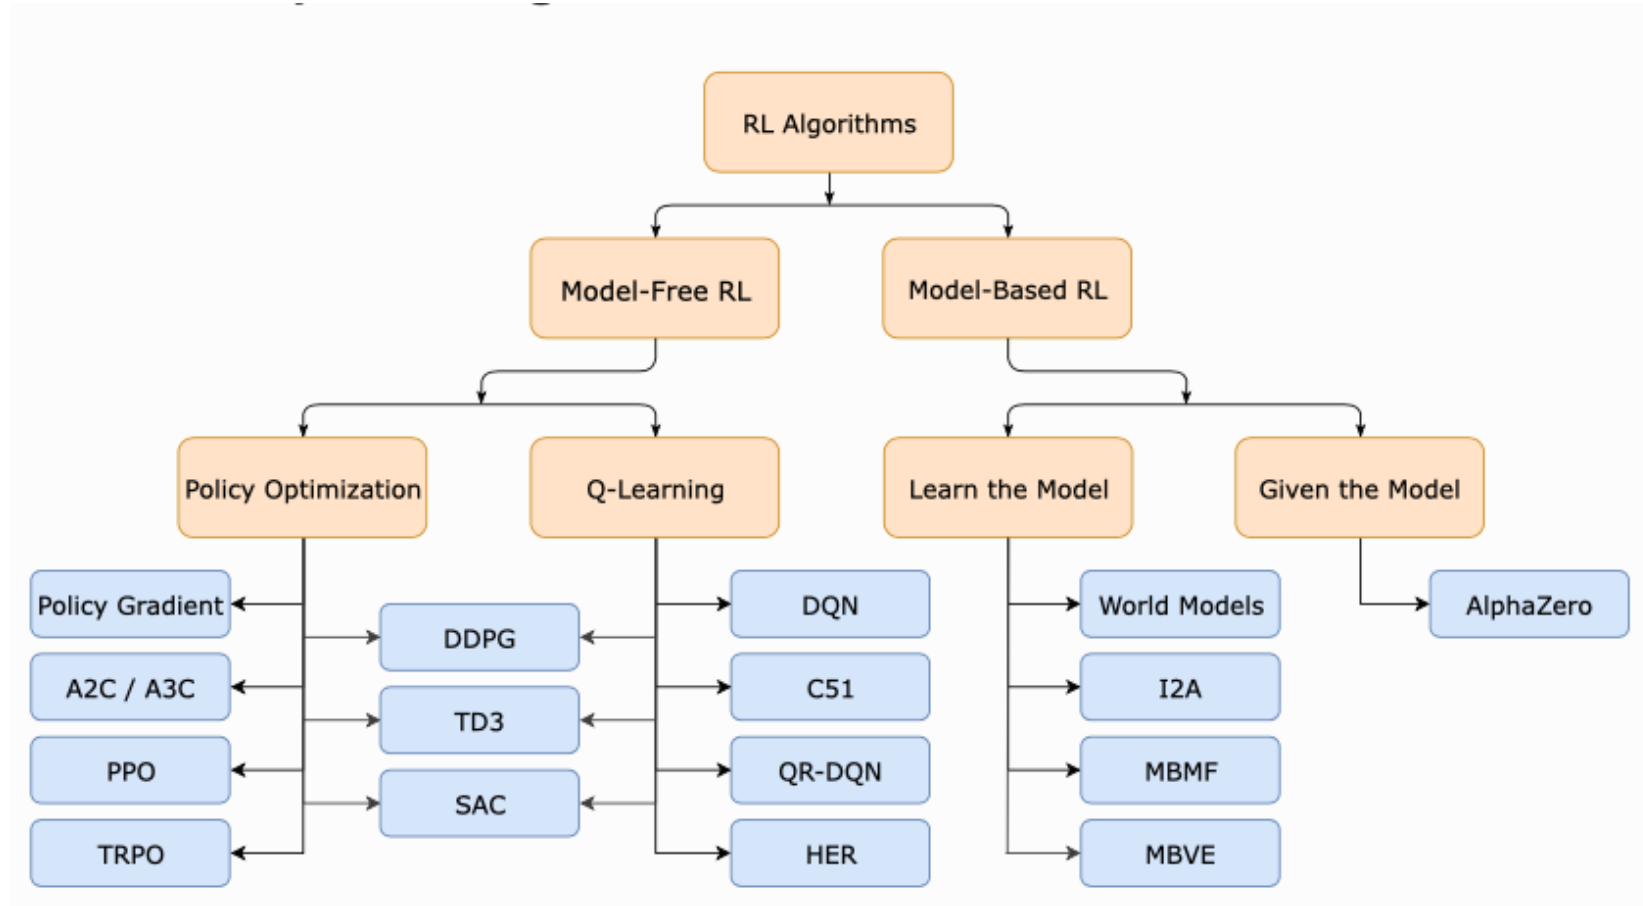 RL Algorithms
Model-Free RL
Model-Based RL
Policy Optimization
Q-Learning
Learn the Model
Given the Model
Policy Gradient
DDPG
DQN
World Models
AlphaZero
A2C / A3C
TD3
C51
I2A
PPO
SAC
QR-DQN
MBMF
TRPO
HER
MBVE